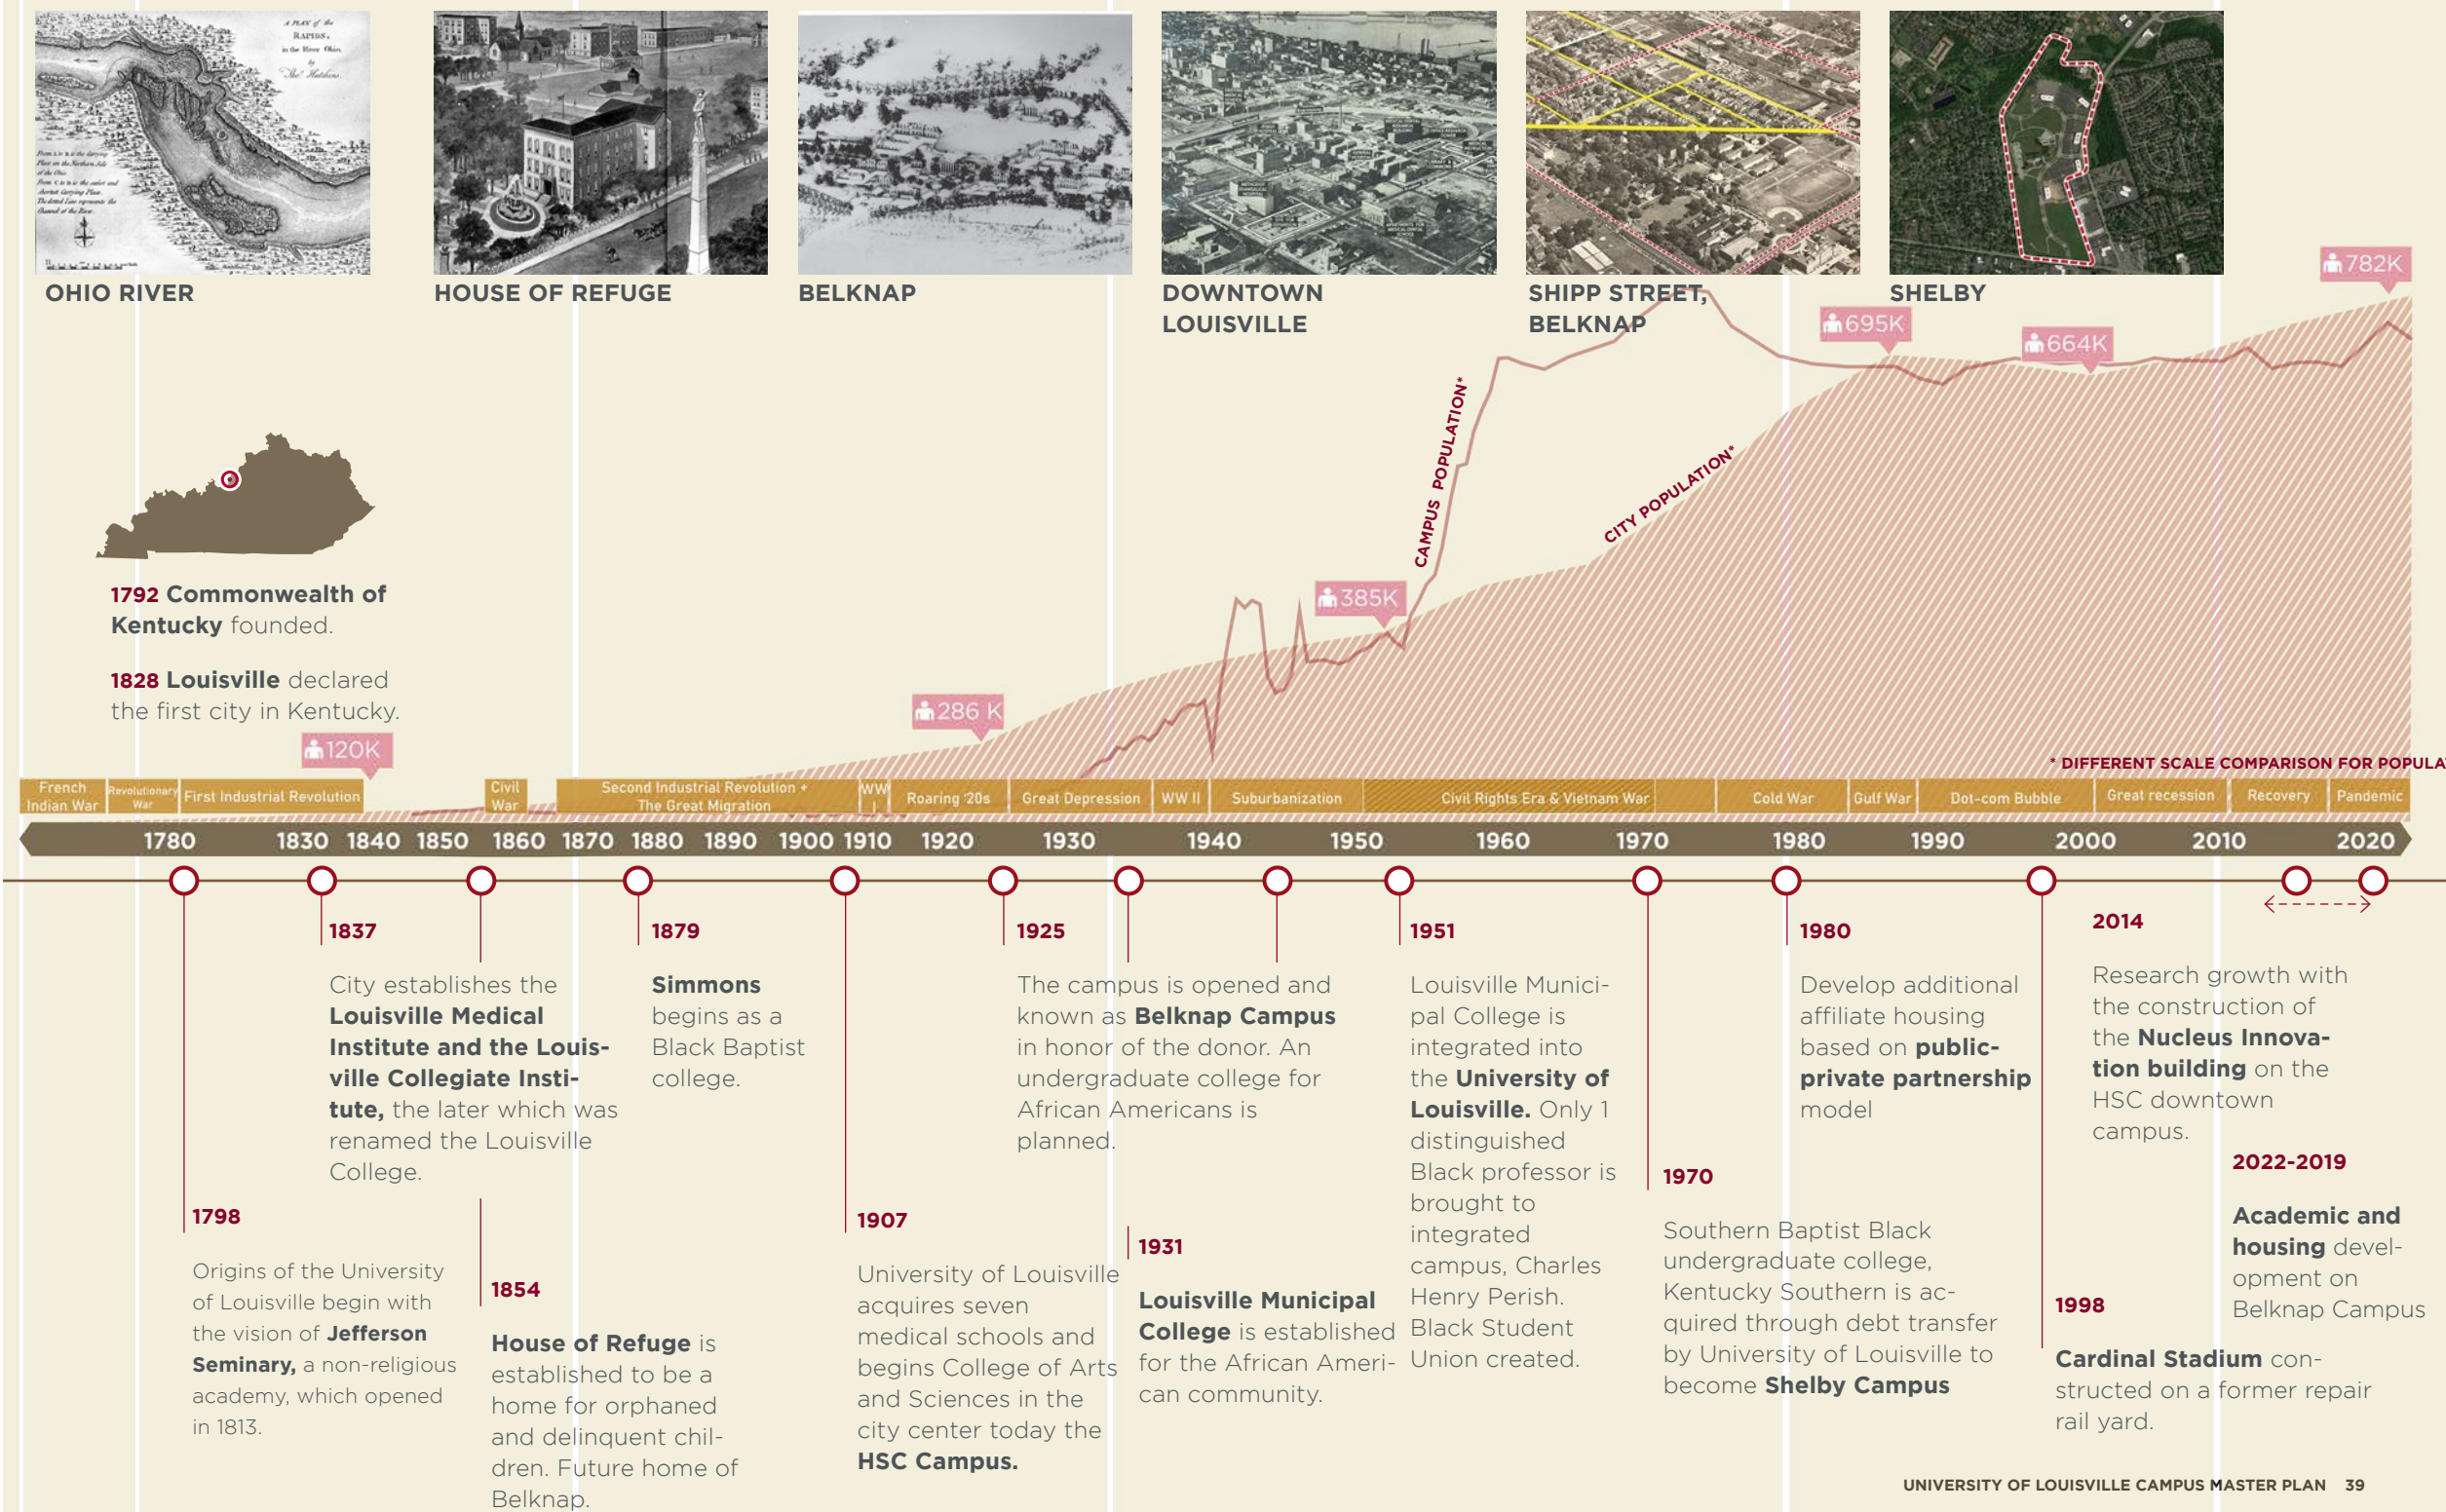 A PLAN of the
RAPIDS,
in the River Ohio,
by
Tho. Hutchins.
OHIO RIVER
HOUSE OF REFUGE
BELKNAP
DOWNTOWN
LOUISVILLE
SHIPP STREET,
BELKNAP
SHELBY
782K
695K
664K
CAMPUS POPULATION*
CITY POPULATION*
385K
286 K
120K
1792 Commonwealth of
Kentucky founded.
1828 Louisville declared
the first city in Kentucky.
* DIFFERENT SCALE COMPARISON FOR POPULA
French
Indian War
Revolutionary
War
First Industrial Revolution
Civil
War
Second Industrial Revolution +
The Great Migration
WW
I
Roaring '20s
Great Depression
WW II
Suburbanization
Civil Rights Era & Vietnam War
Cold War
Gulf War
Dot-com Bubble
Great recession
Recovery
Pandemic
1780 1830 1840 1850 1860 1870 1880 1890 1900 1910 1920 1930 1940 1950 1960 1970 1980 1990 2000 2010 2020
1837
City establishes the
Louisville Medical
Institute and the Louis-
ville Collegiate Insti-
tute, the later which was
renamed the Louisville
College.
1798
Origins of the University
of Louisville begin with
the vision of Jefferson
Seminary, a non-religious
academy, which opened
in 1813.
1854
House of Refuge is
established to be a
home for orphaned
and delinquent chil-
dren. Future home of
Belknap.
1879
Simmons
begins as a
Black Baptist
college.
1907
University of Louisville
acquires seven
medical schools and
begins College of Arts
and Sciences in the
city center today the
HSC Campus.
1925
The campus is opened and
known as Belknap Campus
in honor of the donor. An
undergraduate college for
African Americans is
planned.
1931
Louisville Municipal
College is established
for the African Ameri-
can community.
1951
Louisville Munici-
pal College is
integrated into
the University of
Louisville. Only 1
distinguished
Black professor is
brought to
integrated
campus, Charles
Henry Perish.
Black Student
Union created.
1970
Southern Baptist Black
undergraduate college,
Kentucky Southern is ac-
quired through debt transfer
by University of Louisville to
become Shelby Campus
1980
Develop additional
affiliate housing
based on public-
private partnership
model
1998
Cardinal Stadium con-
structed on a former repair
rail yard.
2014
Research growth with
the construction of
the Nucleus Innova-
tion building on the
HSC downtown
campus.
2022-2019
Academic and
housing devel-
opment on
Belknap Campus
UNIVERSITY OF LOUISVILLE CAMPUS MASTER PLAN 39